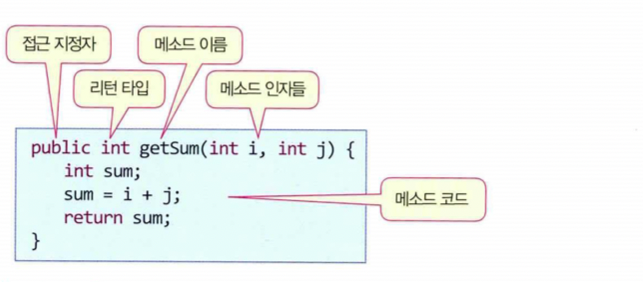 접근 지정자
메소드 이름
리턴 타입
메소드 인자들
public int getSum(int i, int j) {
int sum;
sum = i + j;
return sum;
}
메소드 코드